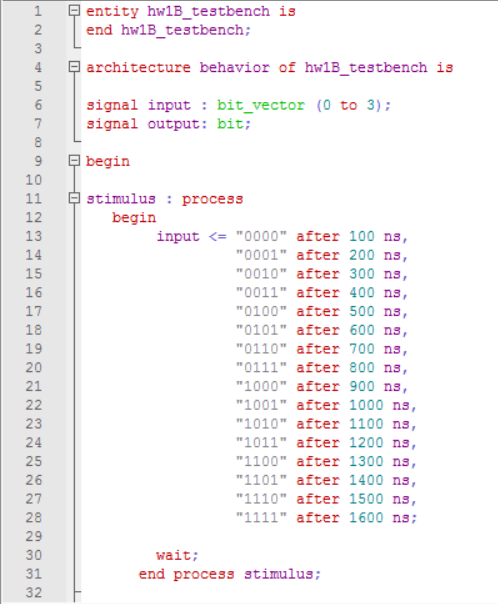 1 entity hw1B_testbench is
2 end hw1B_testbench;
3
4 architecture behavior of hw1B_testbench is
5
6 signal input : bit_vector (0 to 3);
7 signal output: bit;
8
9 begin
10
11 stimulus : process
12 begin
13 input <= "0000" after 100 ns,
14 "0001" after 200 ns,
15 "0010" after 300 ns,
16 "0011" after 400 ns,
17 "0100" after 500 ns,
18 "0101" after 600 ns,
19 "0110" after 700 ns,
20 "0111" after 800 ns,
21 "1000" after 900 ns,
22 "1001" after 1000 ns,
23 "1010" after 1100 ns,
24 "1011" after 1200 ns,
25 "1100" after 1300 ns,
26 "1101" after 1400 ns,
27 "1110" after 1500 ns,
28 "1111" after 1600 ns;
29
30 wait;
31 end process stimulus;
32